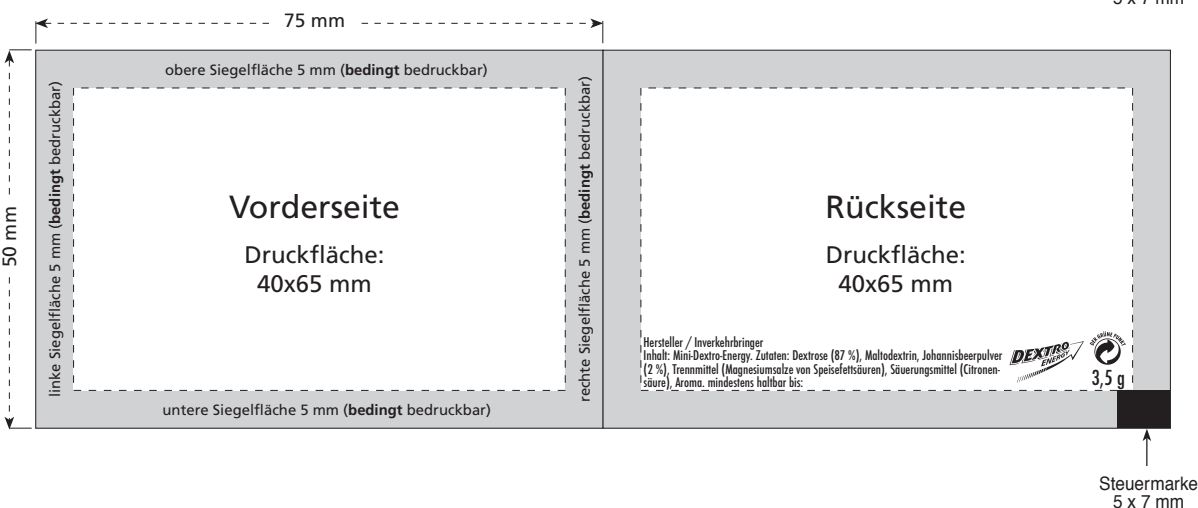 5 x 7 mm
75 mm
50 mm
obere Siegelfläche 5 mm (bedingt bedruckbar)
linke Siegelfläche 5 mm (bedingt bedruckbar)
Vorderseite
Druckfläche:
40x65 mm
rechte Siegelfläche 5 mm (bedingt bedruckbar)
untere Siegelfläche 5 mm (bedingt bedruckbar)
Rückseite
Druckfläche:
40x65 mm
Hersteller / Inverkehrbringer
Inhalt: Mini-Dextro-Energy. Zutaten: Dextrose (87 %), Maltodextrin, Johannisbeerpulver
(2 %), Trennmittel (Magnesiumsalze von Speisefettsäuren), Säuerungsmittel (Citronen-
säure), Aroma. mindestens haltbar bis:
DEXTRO
ENERGY
DER GRÜNE PUNKT
3,5 g
Steuermarke
5 x 7 mm